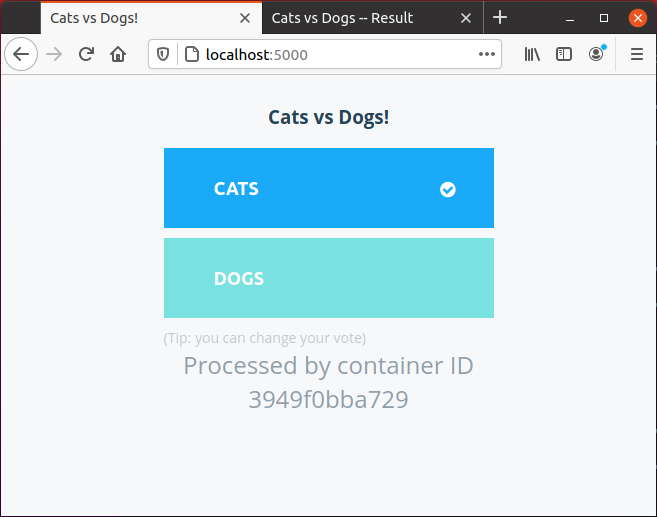 Cats vs Dogs!
Cats vs Dogs -- Result
localhost:5000
Cats vs Dogs!
CATS
DOGS
(Tip: you can change your vote)
Processed by container ID
3949f0bba729